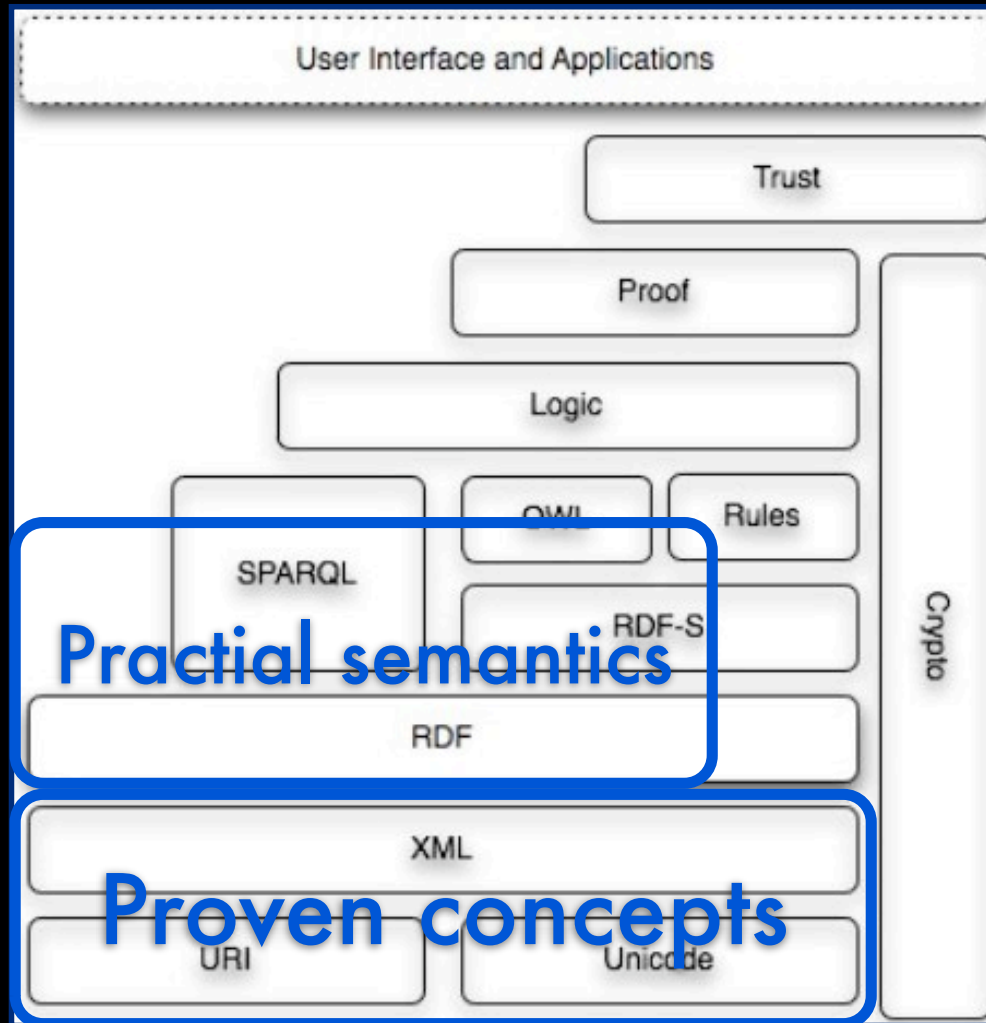 User Interface and Applications
Trust
Proof
Logic
OWL
Rules
SPARQL
RDF-S
Practial semantics
RDF
Crypto
XML
Proven concepts
URI
Unicode